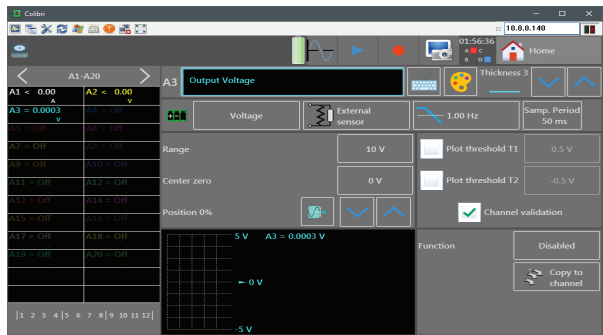 Colibri
10.0.0.140
01:56:36
A C
B D
Home
A1-A20
A1 < 0.00
A
A2 < 0.00
V
A3 = 0.0003
V
A4 = Off
A5 = Off
A6 = Off
A7 = Off
A8 = Off
A9 = Off
A10 = Off
A11 = Off
A12 = Off
A13 = Off
A14 = Off
A15 = Off
A16 = Off
A17 = Off
A18 = Off
A19 = Off
A20 = Off
1 2 3 4 5 6 7 8 9 10 11 12
A3
Output Voltage
Thickness
3
Voltage
External
sensor
1.00 Hz
Samp. Period
50 ms
Range
10 V
Plot threshold T1
0.5 V
Center zero
0 V
Plot threshold T2
-0.5 V
Position 0%
Channel validation
5 V A3 = 0.0003 V
0 V
-5 V
Function
Disabled
Copy to
channel